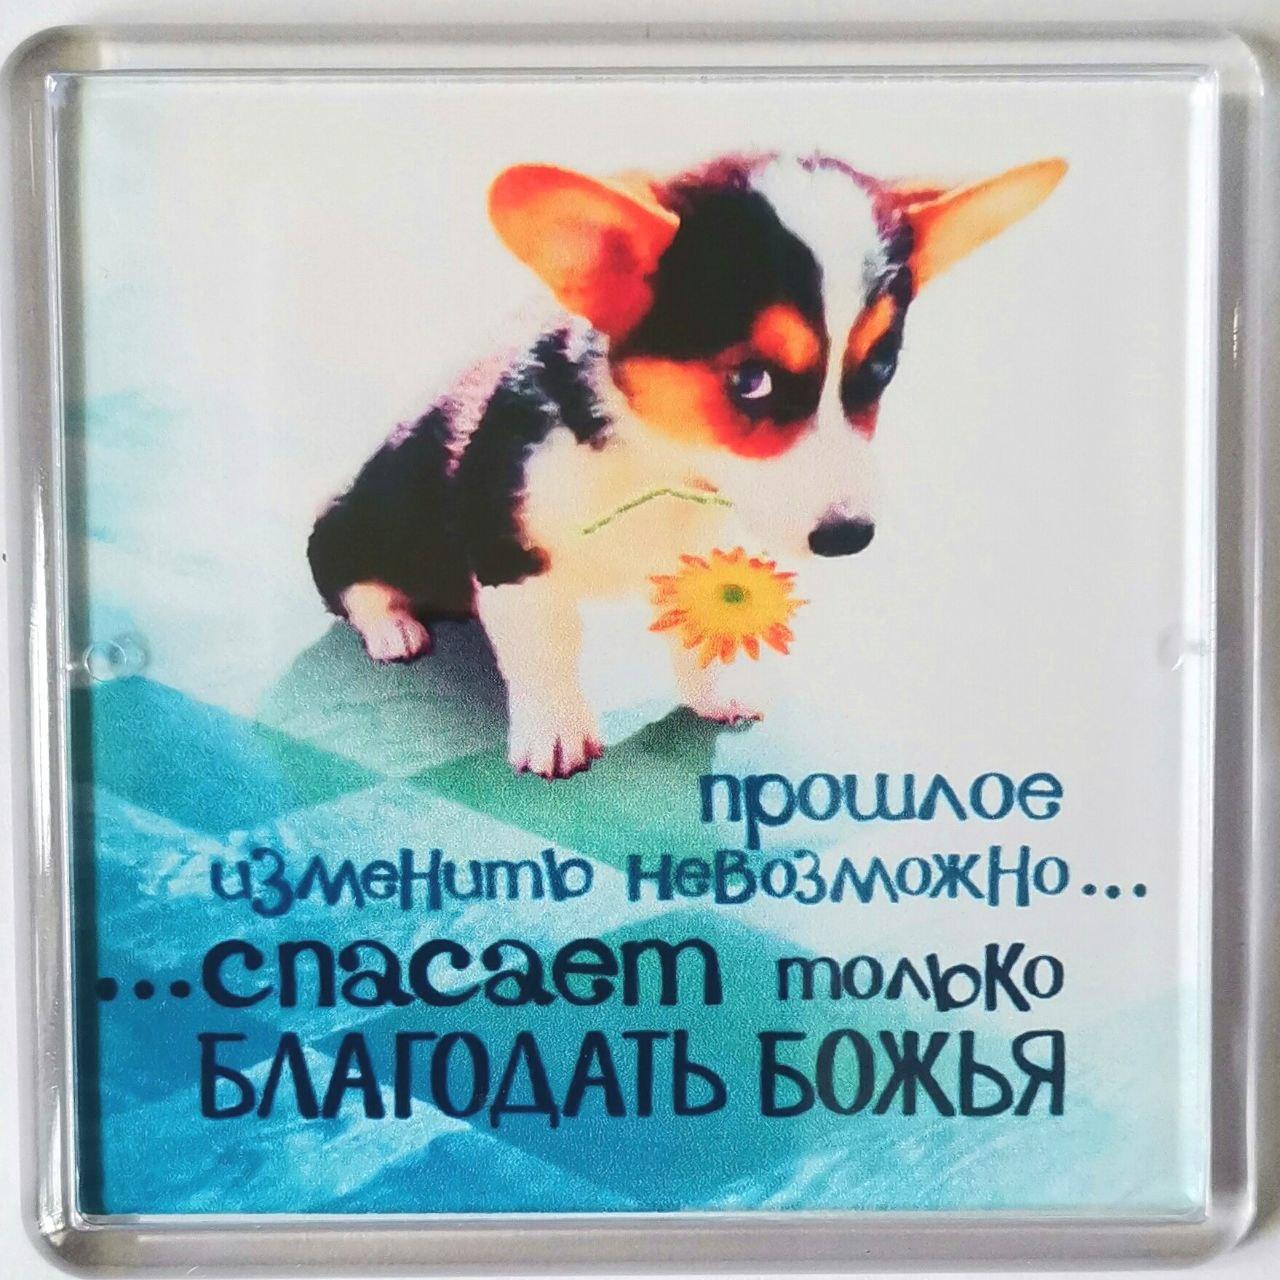 прошлое
изменить невозможно...
...спасает только
БЛАГОДАТЬ БОЖЬЯ